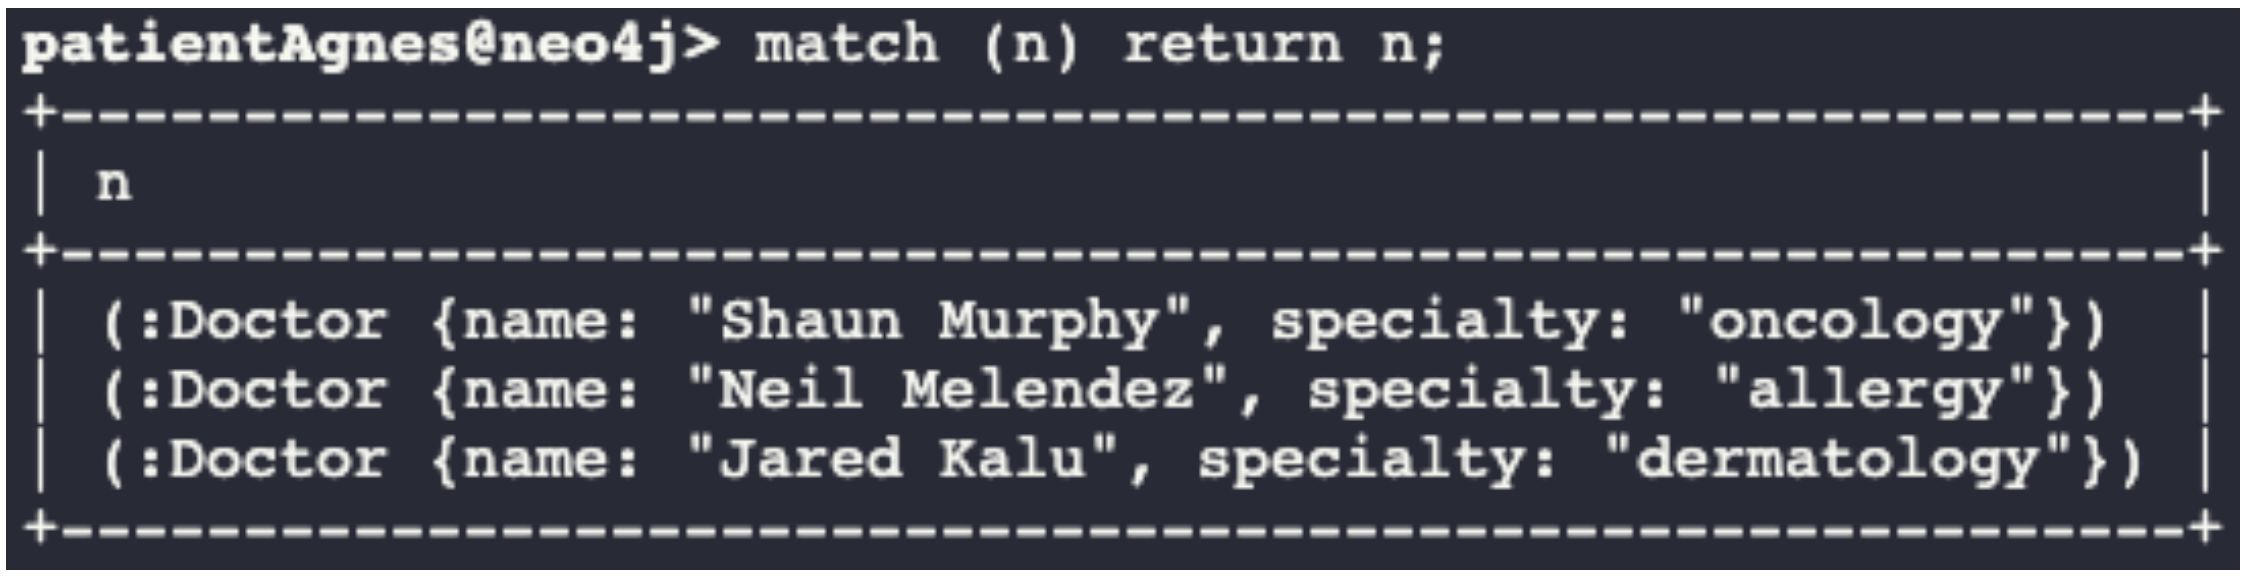 patientAgnes@neo4j> match (n) return n;
+----------------------------------------------------------+
| n                                                        |
+----------------------------------------------------------+
| (:Doctor {name: "Shaun Murphy", specialty: "oncology"})  |
| (:Doctor {name: "Neil Melendez", specialty: "allergy"})  |
| (:Doctor {name: "Jared Kalu", specialty: "dermatology"}) |
+----------------------------------------------------------+